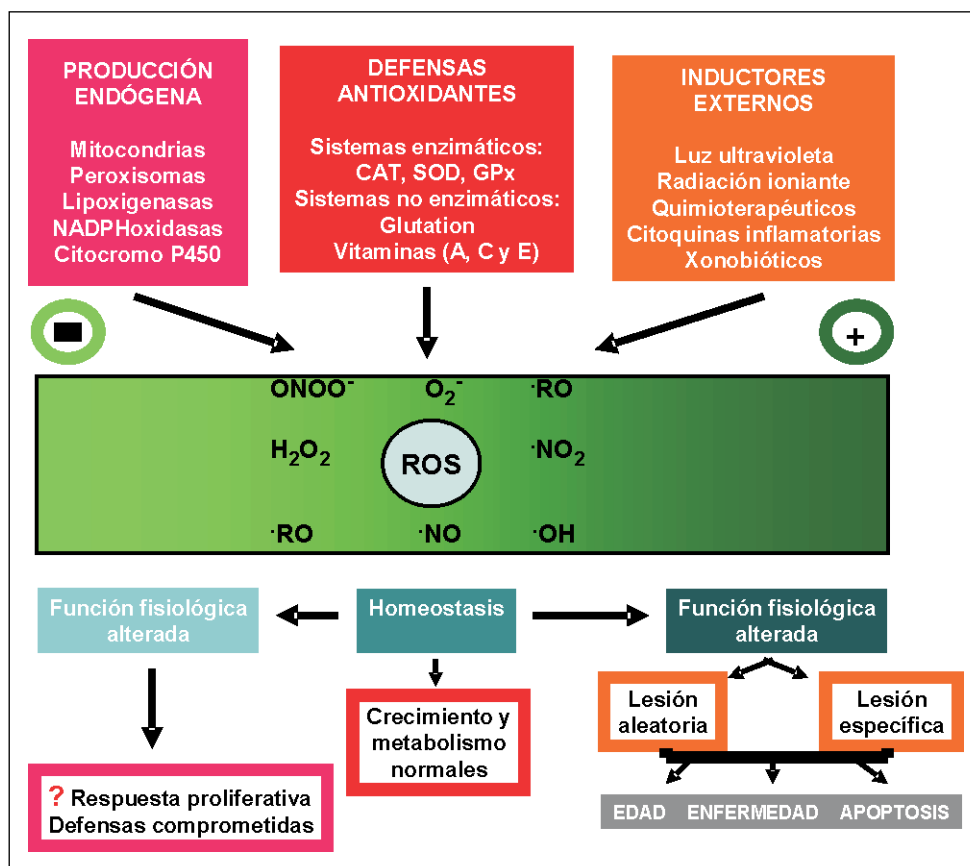 PRODUCCIÓN
ENDÓGENA
Mitocondrias
Peroxisomas
Lipoxigenasas
NADPHoxidasas
Citocromo P450
DEFENSAS
ANTIOXIDANTES
Sistemas enzimáticos:
CAT, SOD, GPx
Sistemas no enzimáticos:
Glutation
Vitaminas (A, C y E)
INDUCTORES
EXTERNOS
Luz ultravioleta
Radiación ioniante
Quimioterapéuticos
Citoquinas inflamatorias
Xonobióticos
+
ONOO⁻ O₂⁻ ·RO
H₂O₂ ROS ·NO₂
·RO ·NO ·OH
Función fisiológica
alterada
Homeostasis
Función fisiológica
alterada
? Respuesta proliferativa
Defensas comprometidas
Crecimiento y
metabolismo
normales
Lesión
aleatoria
Lesión
específica
EDAD ENFERMEDAD APOPTOSIS